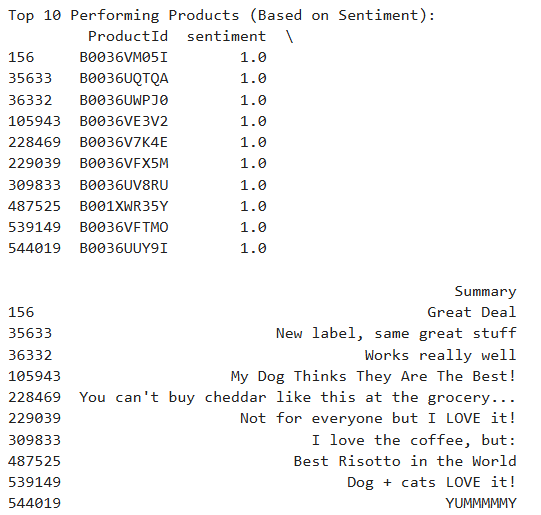 Top 10 Performing Products (Based on Sentiment):
ProductId sentiment \
156 B0036VM05I 1.0
35633 B0036UQTQA 1.0
36332 B0036UWPJ0 1.0
105943 B0036VE3V2 1.0
228469 B0036V7K4E 1.0
229039 B0036VFX5M 1.0
309833 B0036UV8RU 1.0
487525 B001XWR35Y 1.0
539149 B0036VFTMO 1.0
544019 B0036UUY9I 1.0
Summary
156 Great Deal
35633 New label, same great stuff
36332 Works really well
105943 My Dog Thinks They Are The Best!
228469 You can't buy cheddar like this at the grocery...
229039 Not for everyone but I LOVE it!
309833 I love the coffee, but:
487525 Best Risotto in the World
539149 Dog + cats LOVE it!
544019 YUMMMMMY